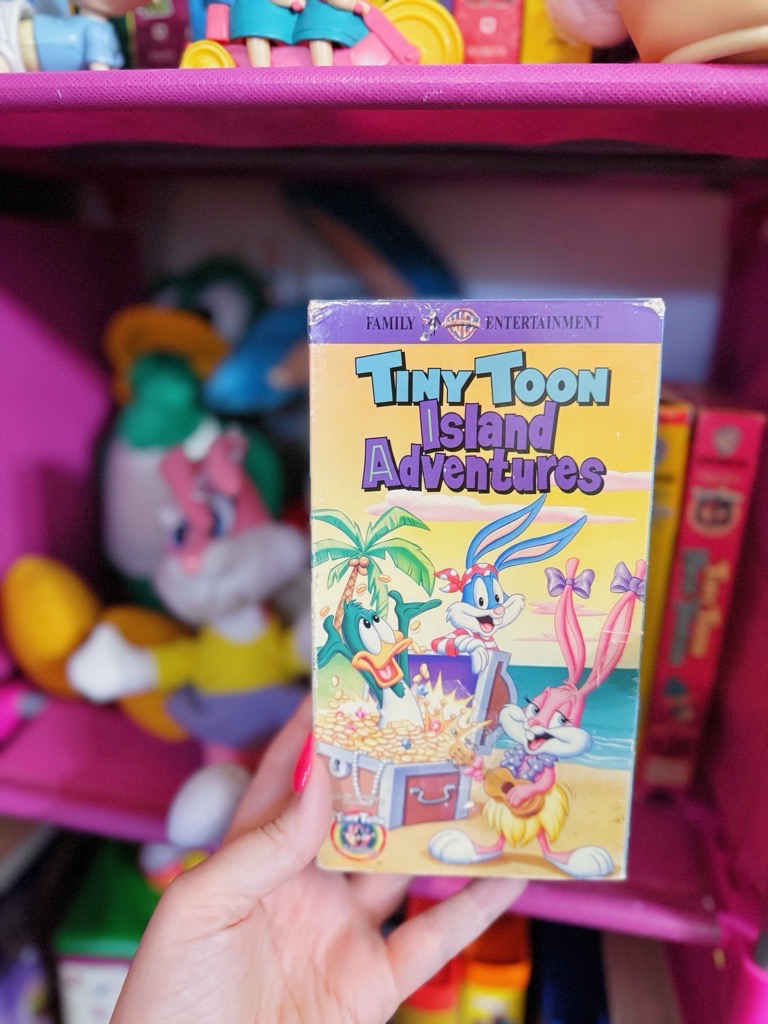 FAMILY ENTERTAINMENT
TINY TOON
Island
Adventures